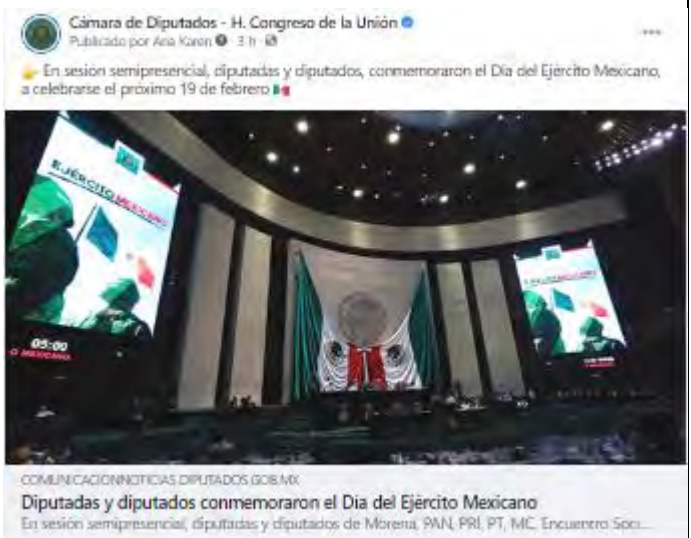 Cámara de Diputados - H. Congreso de la Unión
Publicado por Ana Karen · 3 h ·
En sesión semipresencial, diputadas y diputados, conmemoraron el Día del Ejército Mexicano,
a celebrarse el próximo 19 de febrero
EJÉRCITO MEXICANO
05:00
O MEXICANO
EJÉRCITO MEXICANO
COMUNICACIONNOTICIAS.DIPUTADOS.GOB.MX
Diputadas y diputados conmemoraron el Día del Ejército Mexicano
En sesión semipresencial, diputadas y diputados de Morena, PAN, PRI, PT, MC, Encuentro Soci...